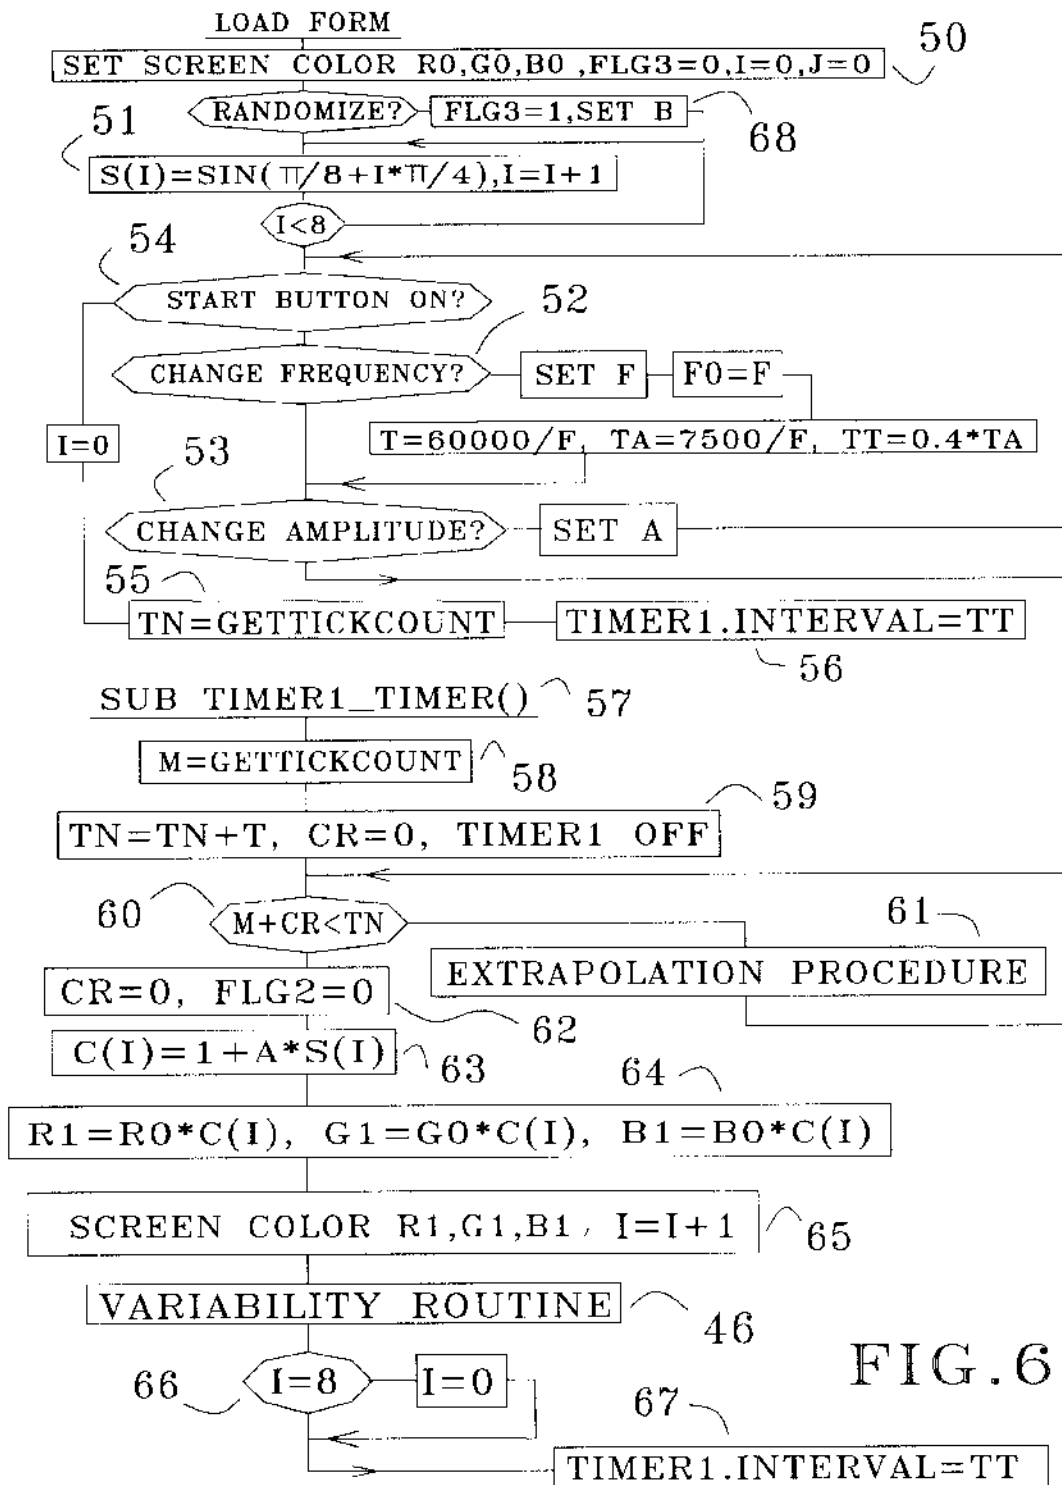 LOAD FORM
SET SCREEN COLOR R0,G0,B0 ,FLG3=0,I=0,J=0
50
RANDOMIZE?
FLG3=1,SET B
68
51
S(I)=SIN(π/8+I*π/4),I=I+1
I<8
54
START BUTTON ON?
52
CHANGE FREQUENCY?
SET F
F0=F
I=0
T=60000/F, TA=7500/F, TT=0.4*TA
53
CHANGE AMPLITUDE?
SET A
55
TN=GETTICKCOUNT
TIMER1.INTERVAL=TT
56
SUB TIMER1_TIMER()
57
M=GETTICKCOUNT
58
59
TN=TN+T, CR=0, TIMER1 OFF
60
M+CR<TN
61
EXTRAPOLATION PROCEDURE
CR=0, FLG2=0
62
C(I)=1+A*S(I)
63
64
R1=R0*C(I), G1=G0*C(I), B1=B0*C(I)
SCREEN COLOR R1,G1,B1, I=I+1
65
VARIABILITY ROUTINE
46
FIG.6
66
I=8
I=0
67
TIMER1.INTERVAL=TT